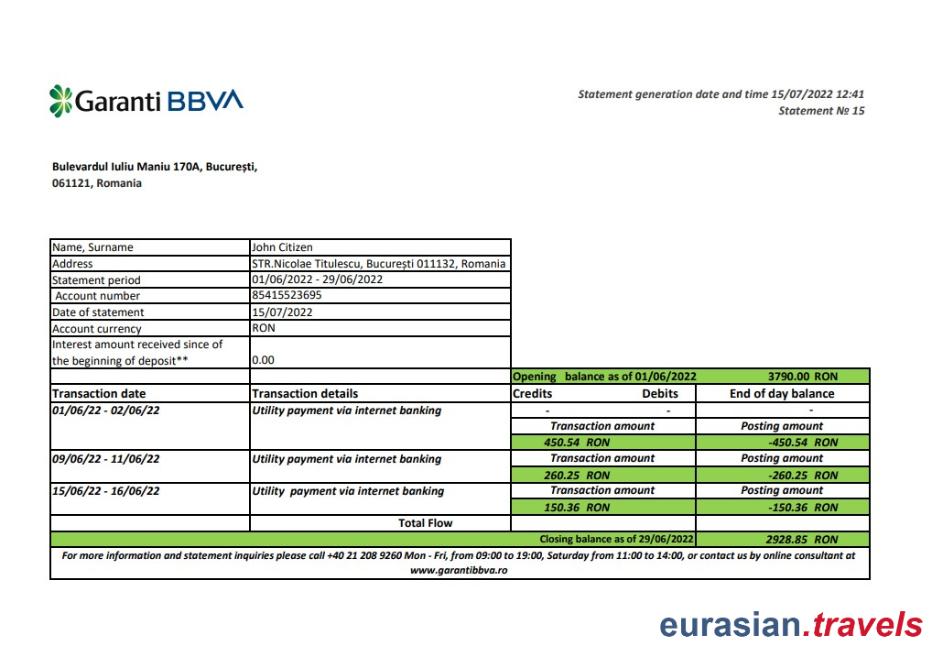 Garanti BBVA
Statement generation date and time 15/07/2022 12:41
Statement № 15
Bulevardul Iuliu Maniu 170A, București,
061121, Romania
Name, Surname John Citizen
Address STR.Nicolae Titulescu, București 011132, Romania
Statement period 01/06/2022 - 29/06/2022
Account number 85415523695
Date of statement 15/07/2022
Account currency RON
Interest amount received since of
the beginning of deposit** 0.00
Opening balance as of 01/06/2022 3790.00 RON
Transaction date Transaction details Credits Debits End of day balance
01/06/22 - 02/06/22 Utility payment via internet banking - - -
Transaction amount Posting amount
450.54 RON -450.54 RON
09/06/22 - 11/06/22 Utility payment via internet banking Transaction amount Posting amount
260.25 RON -260.25 RON
15/06/22 - 16/06/22 Utility payment via internet banking Transaction amount Posting amount
150.36 RON -150.36 RON
Total Flow
Closing balance as of 29/06/2022 2928.85 RON
For more information and statement inquiries please call +40 21 208 9260 Mon - Fri, from 09:00 to 19:00, Saturday from 11:00 to 14:00, or contact us by online consultant at
www.garantibbva.ro
eurasian.travels